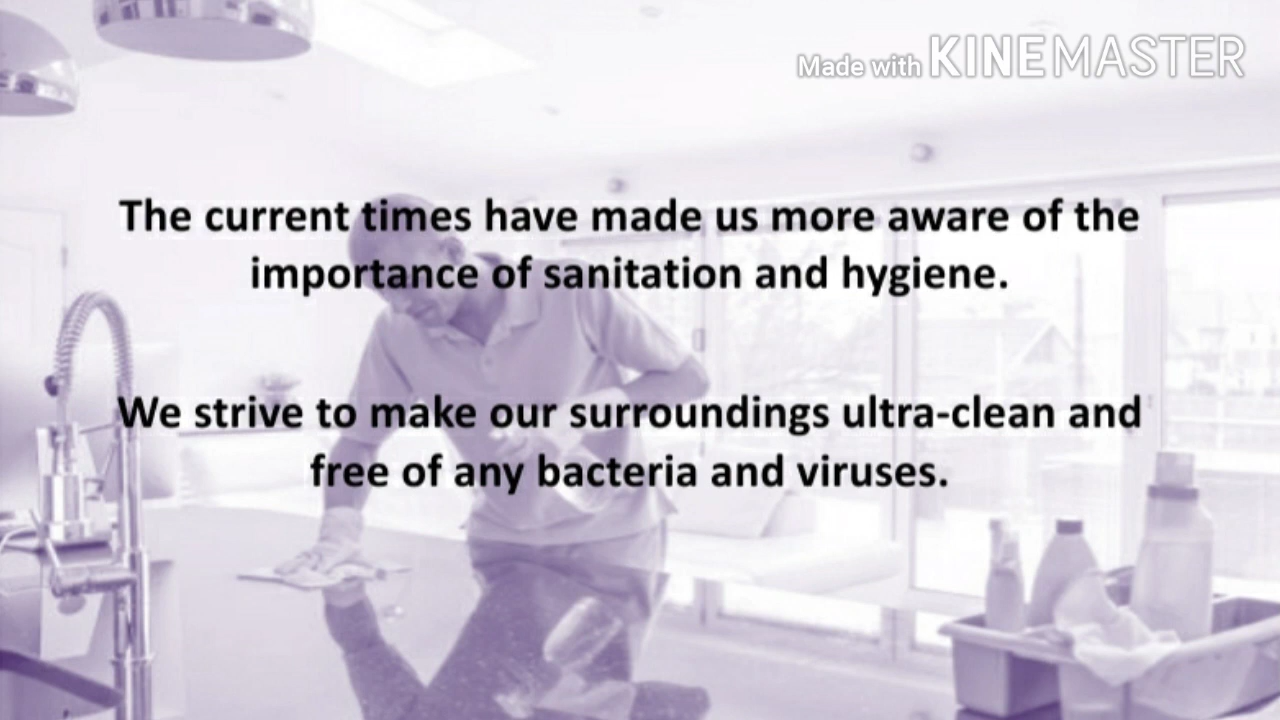 Made with KINEMASTER
The current times have made us more aware of the
importance of sanitation and hygiene.
We strive to make our surroundings ultra-clean and
free of any bacteria and viruses.